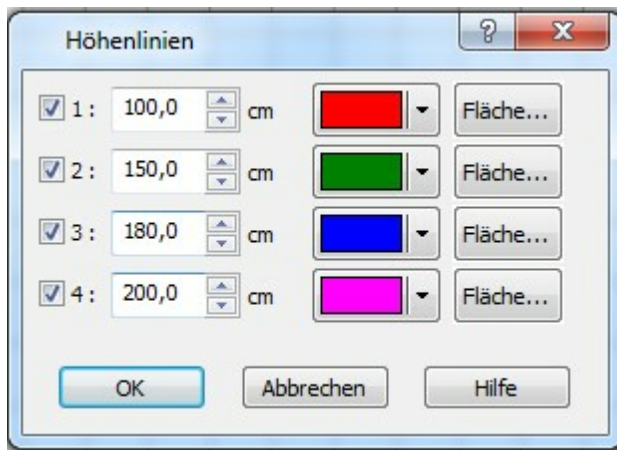 Höhenlinien ?
1: 100,0 cm Fläche...
2: 150,0 cm Fläche...
3: 180,0 cm Fläche...
4: 200,0 cm Fläche...
OK Abbrechen Hilfe